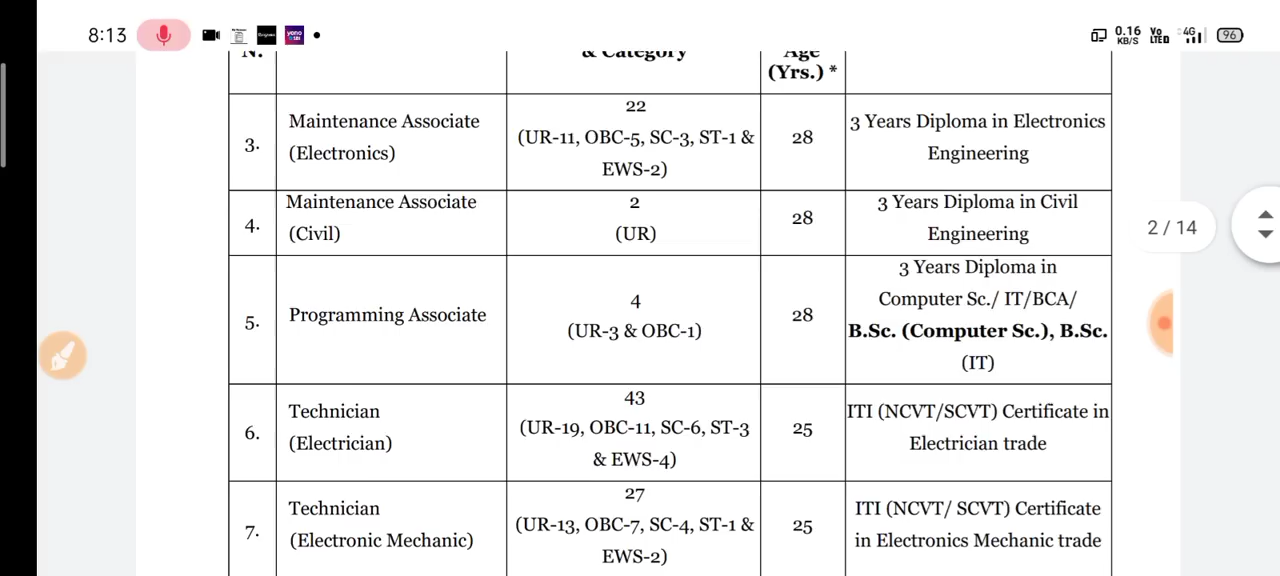 8:13
0.16
KB/S
Vo
LTE
4G
96
N.
& Category
Age
(Yrs.) *
3.
Maintenance Associate
(Electronics)
22
(UR-11, OBC-5, SC-3, ST-1 &
EWS-2)
28
3 Years Diploma in Electronics
Engineering
4.
Maintenance Associate
(Civil)
2
(UR)
28
3 Years Diploma in Civil
Engineering
2 / 14
5.
Programming Associate
4
(UR-3 & OBC-1)
28
3 Years Diploma in
Computer Sc./ IT/BCA/
B.Sc. (Computer Sc.), B.Sc.
(IT)
6.
Technician
(Electrician)
43
(UR-19, OBC-11, SC-6, ST-3
& EWS-4)
25
ITI (NCVT/SCVT) Certificate in
Electrician trade
7.
Technician
(Electronic Mechanic)
27
(UR-13, OBC-7, SC-4, ST-1 &
EWS-2)
25
ITI (NCVT/ SCVT) Certificate
in Electronics Mechanic trade